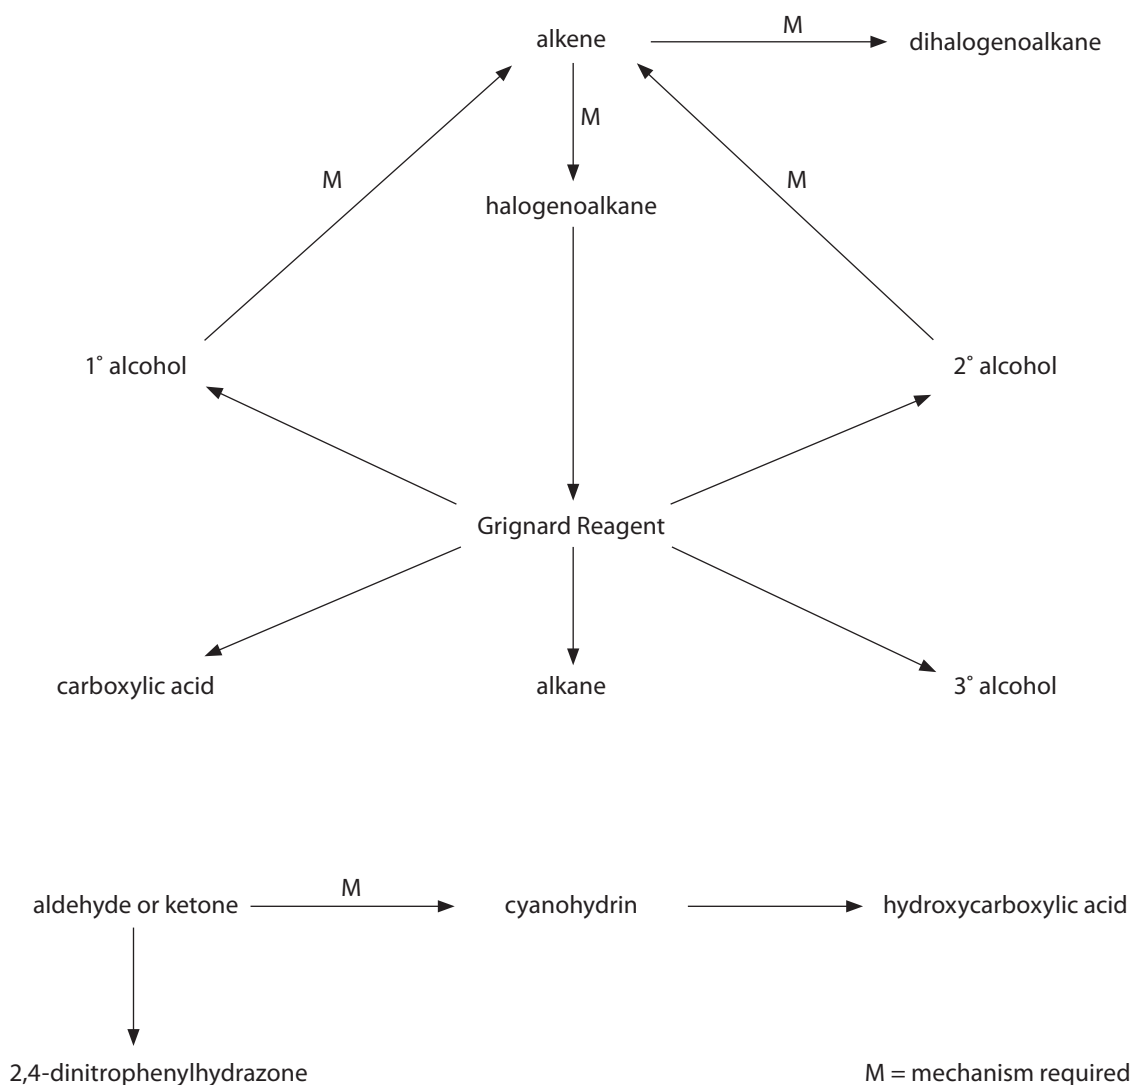 alkene
M
dihalogenoalkane
M
M
M
halogenoalkane
1° alcohol
2° alcohol
Grignard Reagent
carboxylic acid
alkane
3° alcohol
aldehyde or ketone
M
cyanohydrin
hydroxycarboxylic acid
2,4-dinitrophenylhydrazone
M = mechanism required